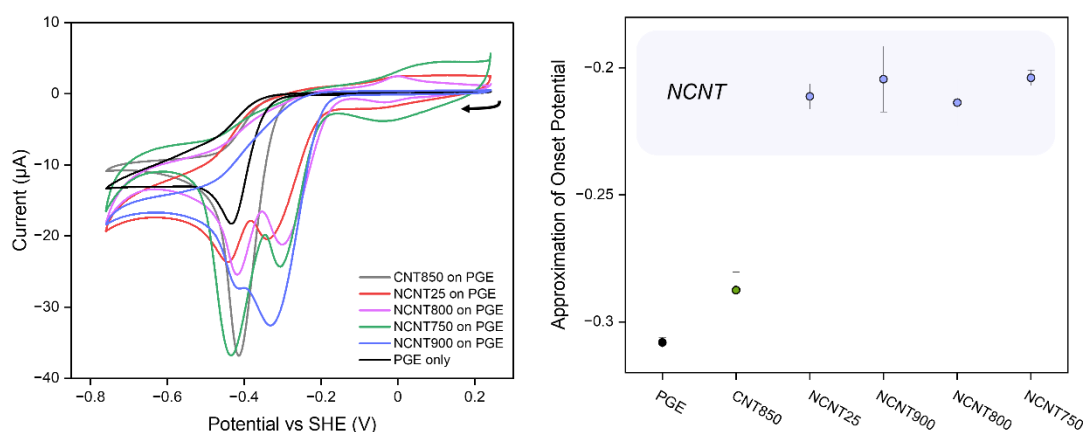 10
0
−10
−20
−30
−40
Current (µA)
−0.8
−0.6
−0.4
−0.2
0
0.2
Potential vs SHE (V)
CNT850 on PGE
NCNT25 on PGE
NCNT800 on PGE
NCNT750 on PGE
NCNT900 on PGE
PGE only
Approximation of Onset Potential
−0.2
−0.25
−0.3
NCNT
PGE
CNT850
NCNT25
NCNT900
NCNT800
NCNT750